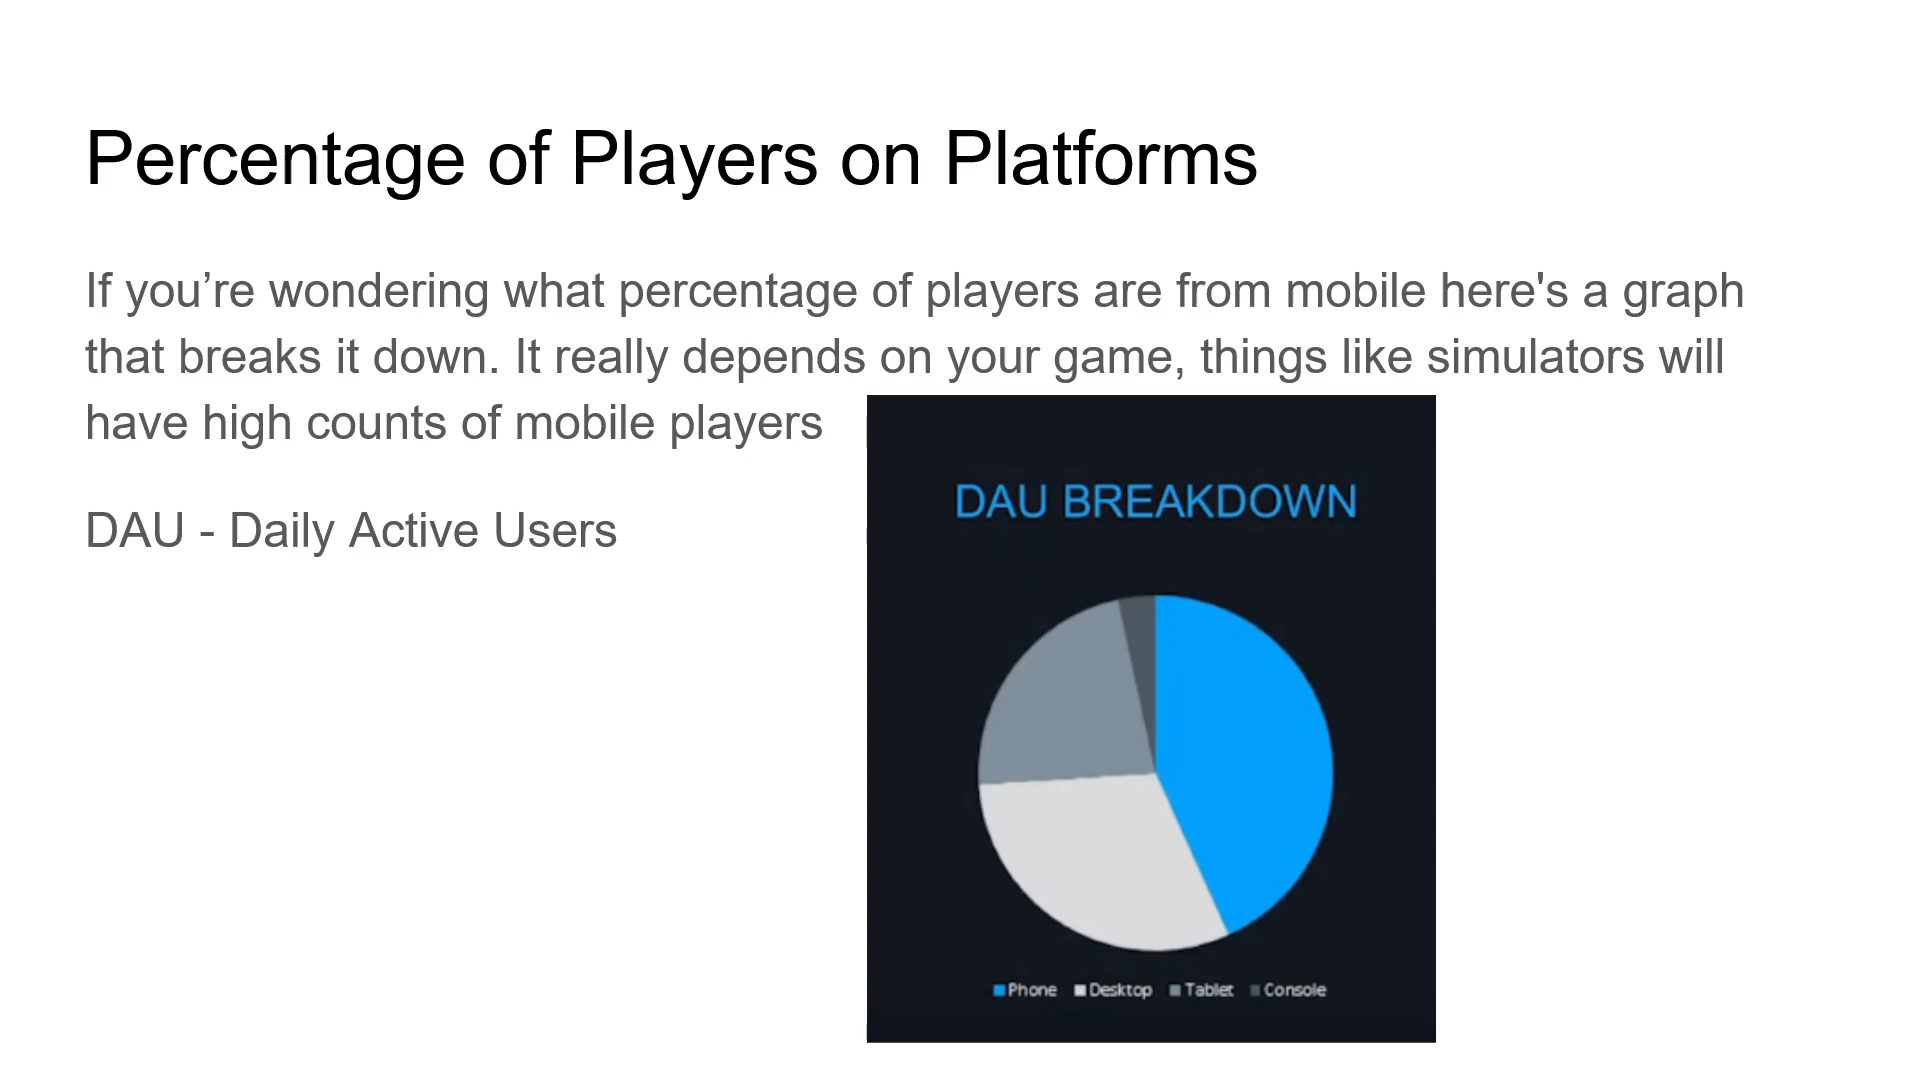 Percentage of Players on Platforms
If you’re wondering what percentage of players are from mobile here's a graph
that breaks it down. It really depends on your game, things like simulators will
have high counts of mobile players
DAU - Daily Active Users
DAU BREAKDOWN
Phone Desktop Tablet Console